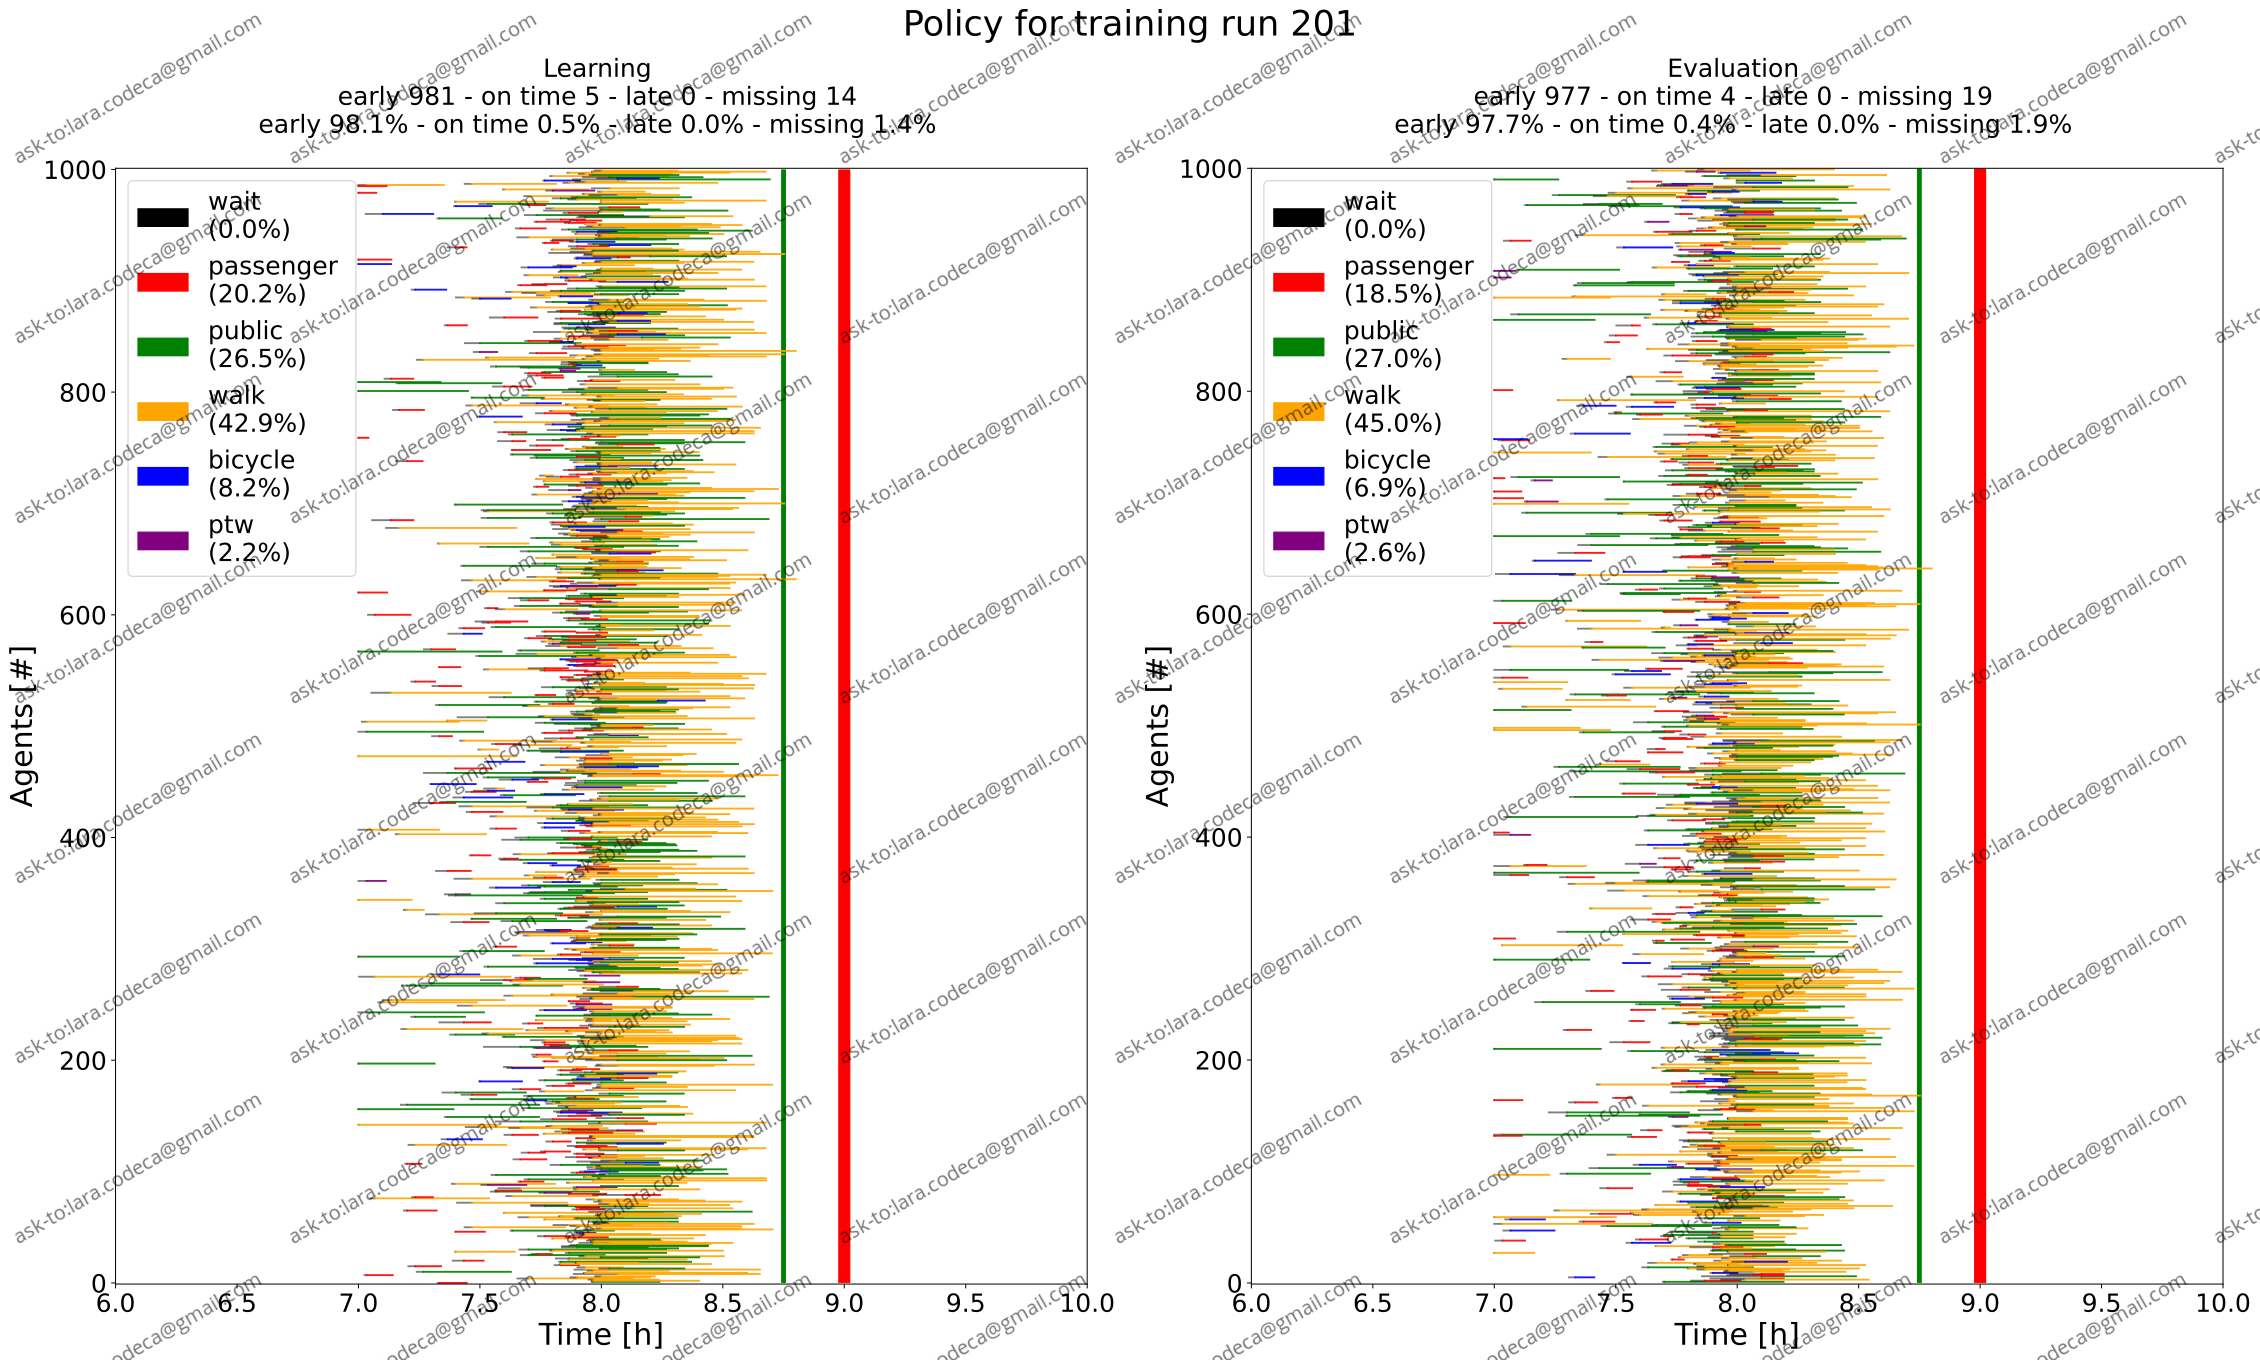 Policy for training run 201
Learning
early 981 - on time 5 - late 0 - missing 14
early 98.1% - on time 0.5% - late 0.0% - missing 1.4%
1000
800
600
400
200
0
Agents [#]
wait
(0.0%)
passenger
(20.2%)
public
(26.5%)
walk
(42.9%)
bicycle
(8.2%)
ptw
(2.2%)
6.0 6.5 7.0 7.5 8.0 8.5 9.0 9.5 10.0
Time [h]
Evaluation
early 977 - on time 4 - late 0 - missing 19
early 97.7% - on time 0.4% - late 0.0% - missing 1.9%
1000
800
600
400
200
0
Agents [#]
wait
(0.0%)
passenger
(18.5%)
public
(27.0%)
walk
(45.0%)
bicycle
(6.9%)
ptw
(2.6%)
6.0 6.5 7.0 7.5 8.0 8.5 9.0 9.5 10.0
Time [h]
ask-to:lara.codeca@gmail.com